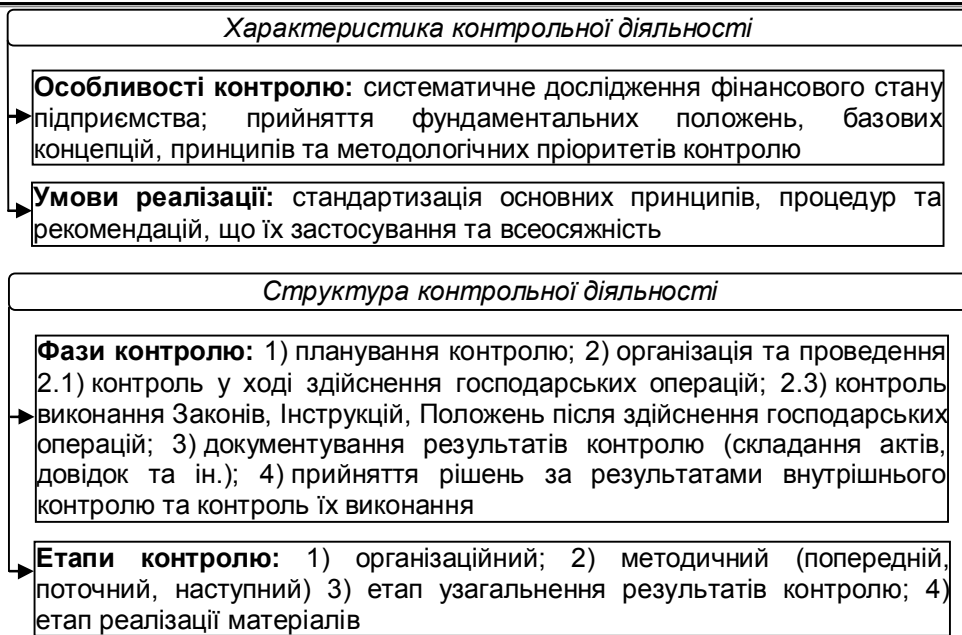 Характеристика контрольної діяльності
Особливості контролю: систематичне дослідження фінансового стану
підприємства; прийняття фундаментальних положень, базових
концепцій, принципів та методологічних пріоритетів контролю
Умови реалізації: стандартизація основних принципів, процедур та
рекомендацій, що їх застосування та всеосяжність
Структура контрольної діяльності
Фази контролю: 1) планування контролю; 2) організація та проведення
2.1) контроль у ході здійснення господарських операцій; 2.3) контроль
виконання Законів, Інструкцій, Положень після здійснення господарських
операцій; 3) документування результатів контролю (складання актів,
довідок та ін.); 4) прийняття рішень за результатами внутрішнього
контролю та контроль їх виконання
Етапи контролю: 1) організаційний; 2) методичний (попередній,
поточний, наступний) 3) етап узагальнення результатів контролю; 4)
етап реалізації матеріалів